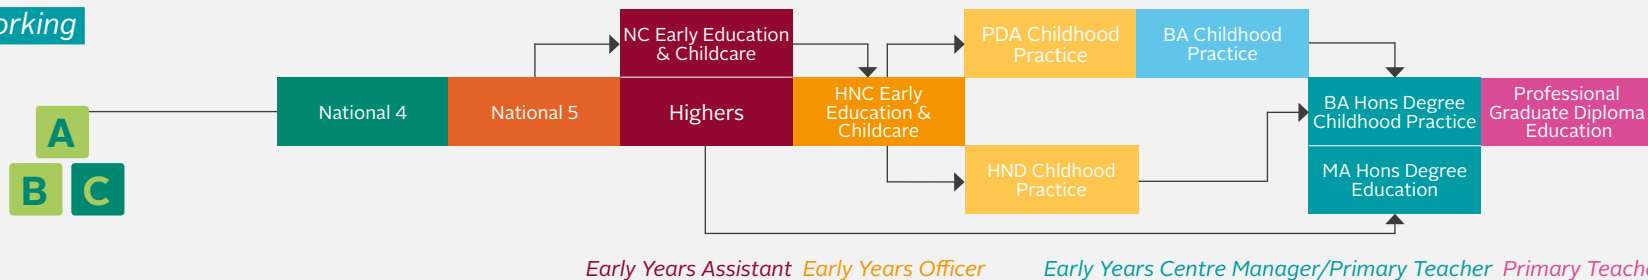 orking
A
B C
National 4
National 5
NC Early Education
& Childcare
Highers
HNC Early
Education &
Childcare
PDA Childhood
Practice
BA Childhood
Practice
HND Chldhood
Practice
BA Hons Degree
Childhood Practice
MA Hons Degree
Education
Professional
Graduate Diploma
Education
Early Years Assistant Early Years Officer Early Years Centre Manager/Primary Teacher Primary Teach